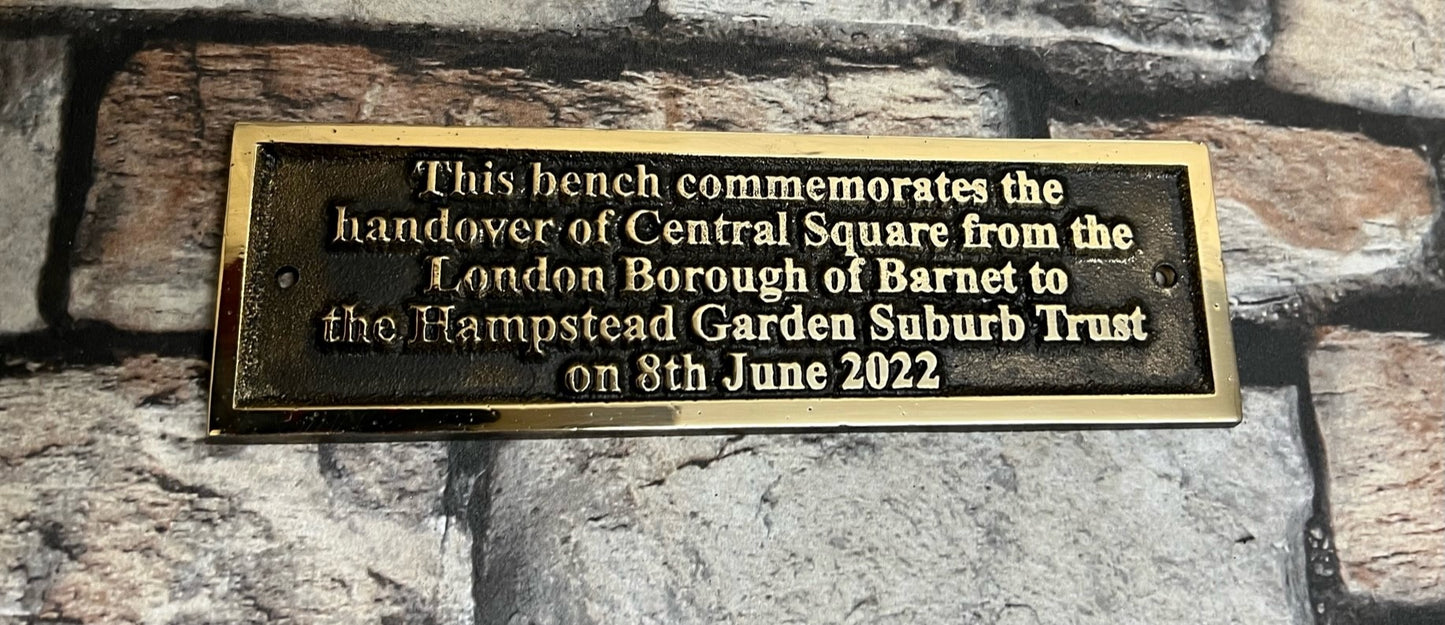 This bench commemorates the
handover of Central Square from the
London Borough of Barnet to
the Hampstead Garden Suburb Trust
on 8th June 2022